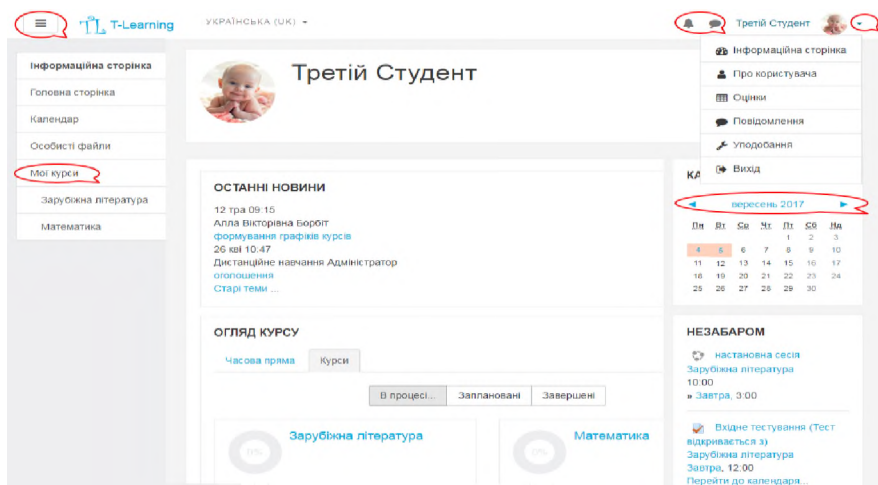 T-Learning
УКРАЇНСЬКА (UK)
Третій Студент
Інформаційна сторінка
Головна сторінка
Календар
Особисті файли
Мої курси
Зарубіжна література
Математика
Третій Студент
Інформаційна сторінка
Про користувача
Оцінки
Повідомлення
Уподобання
Вихід
ОСТАННІ НОВИНИ
12 тра 09:15
Алла Вікторівна Борбіт
формування графіків курсів
26 кві 10:47
Дистанційне навчання Адміністратор
оголошення
Старі теми ...
ОГЛЯД КУРСУ
Часова пряма Курси
В процесі... Заплановані Завершені
0% Зарубіжна література
0% Математика
КА
◄ вересень 2017 ►
Пн Вт Ср Чт Пт Сб Нд
1 2 3
4 5 6 7 8 9 10
11 12 13 14 15 16 17
18 19 20 21 22 23 24
25 26 27 28 29 30
НЕЗАБАРОМ
настановна сесія
Зарубіжна література
10:00
» Завтра, 3:00
Вхідне тестування (Тест
відкривається з)
Зарубіжна література
Завтра, 12:00
Перейти до календаря...